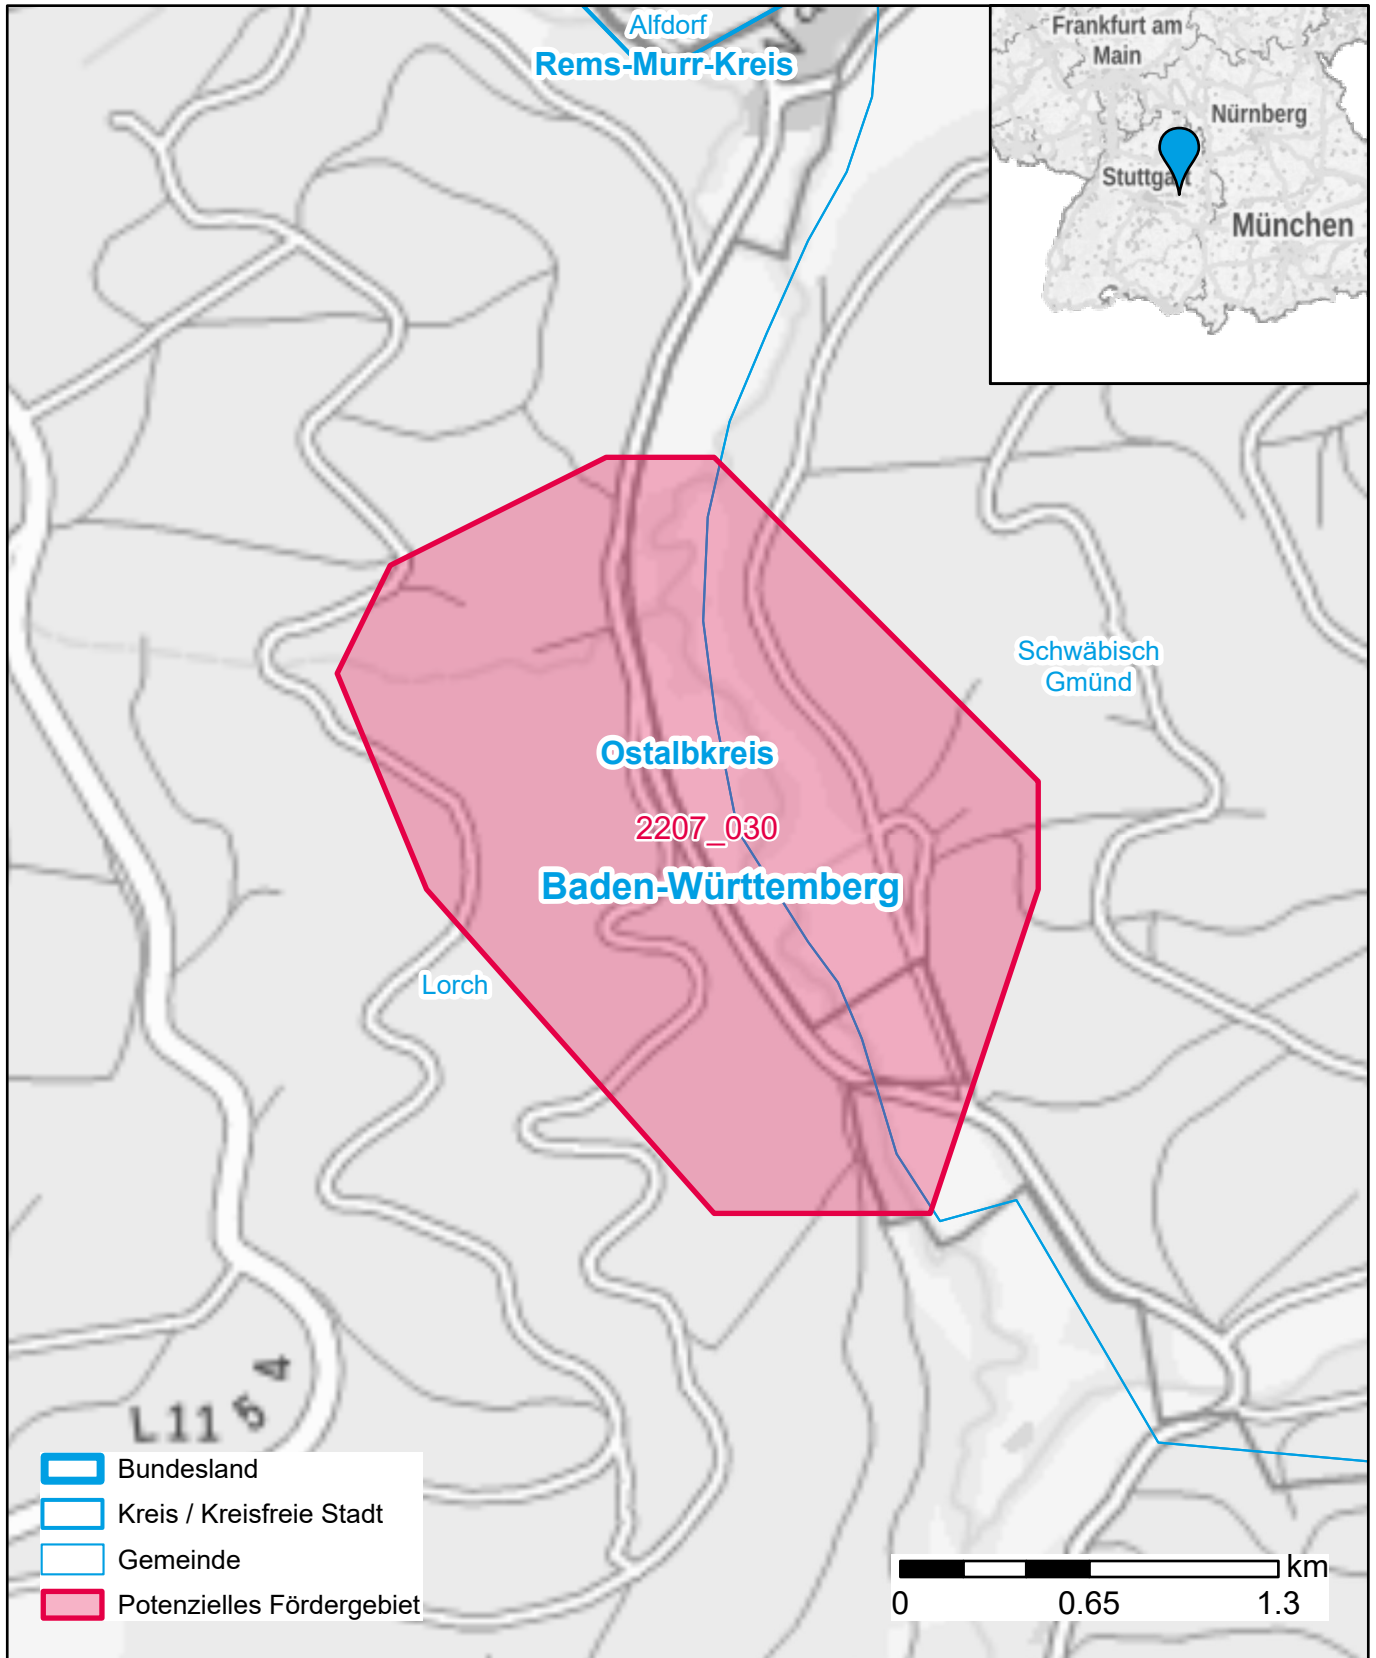 Alfdorf
Rems-Murr-Kreis
Frankfurt am
Main
Nürnberg
Stuttgart
München
Schwäbisch
Gmünd
Ostalbkreis
2207_030
Baden-Württemberg
Lorch
L1154
Bundesland
Kreis / Kreisfreie Stadt
Gemeinde
Potenzielles Fördergebiet
km
0 0.65 1.3